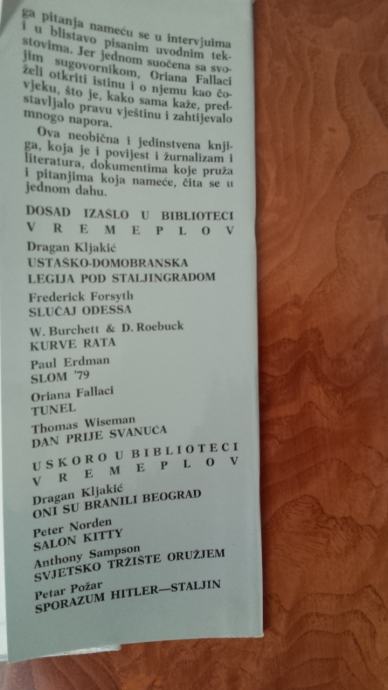 ga pitanja nameću se u intervjuima
i u blistavo pisanim uvodnim tek-
stovima. Jer jednom suočena sa svo-
jim sugovornikom, Oriana Fallaci
želi otkriti istinu i o njemu kao čo-
vjeku, što je, kako sama kaže, pred-
stavljalo pravu vještinu i zahtijevalo
mnogo napora.
Ova neobična i jedinstvena knji-
ga, koja je i povijest i žurnalizam i
literatura, dokumentima koje pruža
i pitanjima koja nameće, čita se u
jednom dahu.
DOSAD IZAŠLO U BIBLIOTECI
V R E M E P L O V
Dragan Kljakić
USTAŠKO-DOMOBRANSKA
LEGIJA POD STALJINGRADOM
Frederick Forsyth
SLUČAJ ODESSA
W. Burchett & D. Roebuck
KURVE RATA
Paul Erdman
SLOM '79
Oriana Fallaci
TUNEL
Thomas Wiseman
DAN PRIJE SVANUĆA
USKORO U BIBLIOTECI
V R E M E P L O V
Dragan Kljakić
ONI SU BRANILI BEOGRAD
Peter Norden
SALON KITTY
Anthony Sampson
SVJETSKO TRŽIŠTE ORUŽJEM
Petar Požar
SPORAZUM HITLER—STALJIN